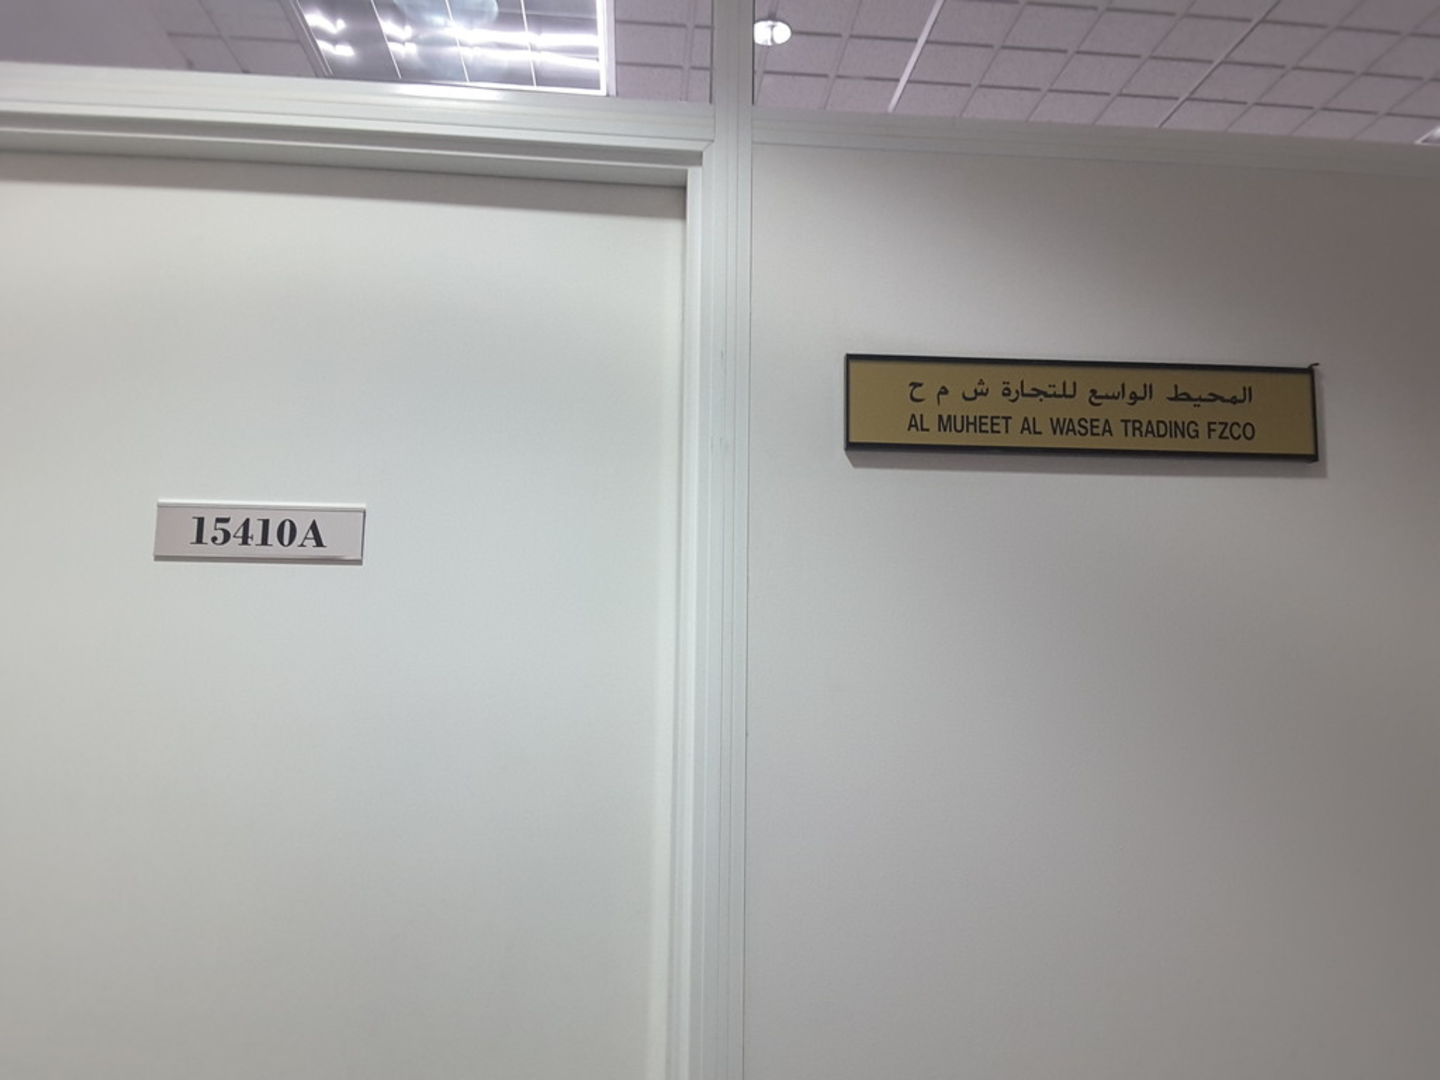 15410A
المحيط الواسع للتجارة ش م ح
AL MUHEET AL WASEA TRADING FZCO